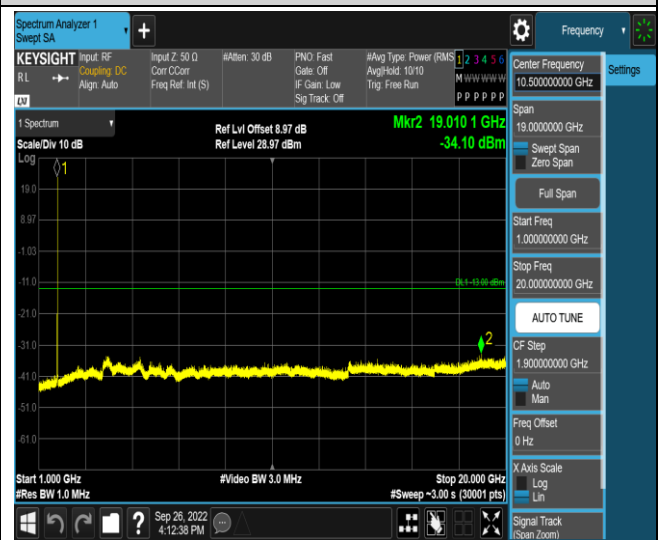 Spectrum Analyzer 1
Swept SA
+
Frequency
KEYSIGHT
RL
LXI
Input: RF
Coupling: DC
Align: Auto
Input Z: 50 Ω
Corr CCorr
Freq Ref: Int (S)
#Atten: 30 dB
PNO: Fast
Gate: Off
IF Gain: Low
Sig Track: Off
#Avg Type: Power (RMS
Avg|Hold: 10/10
Trig: Free Run
1 2 3 4 5 6
M W W W W W
P P P P P P
Center Frequency
10.500000000 GHz
Settings
Span
19.0000000 GHz
Swept Span
Zero Span
Full Span
Start Freq
1.000000000 GHz
Stop Freq
20.000000000 GHz
AUTO TUNE
CF Step
1.900000000 GHz
Auto
Man
Freq Offset
0 Hz
X Axis Scale
Log
Lin
Signal Track
(Span Zoom)
1 Spectrum
Scale/Div 10 dB
Log
Ref Lvl Offset 8.97 dB
Ref Level 28.97 dBm
Mkr2 19.010 1 GHz
-34.10 dBm
1
19.0
8.97
-1.03
-11.0
DL1 -13.00 dBm
-21.0
-31.0
2
-41.0
-51.0
-61.0
Start 1.000 GHz
#Res BW 1.0 MHz
#Video BW 3.0 MHz
Stop 20.000 GHz
#Sweep ~3.00 s (30001 pts)
?
Sep 26, 2022
4:12:38 PM